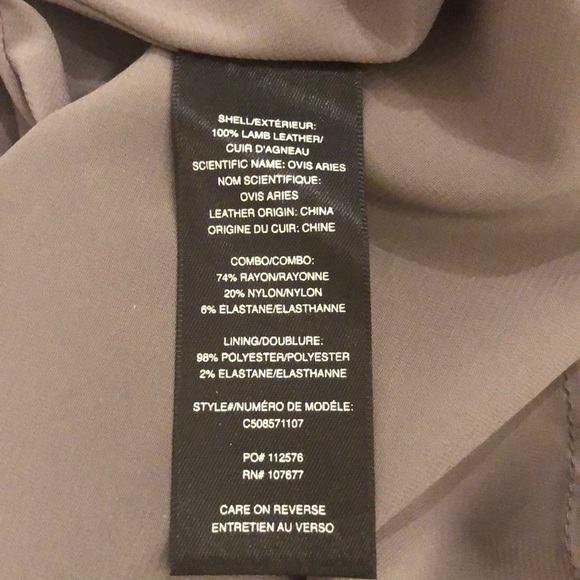 SHELL/EXTÉRIEUR:
100% LAMB LEATHER/
CUIR D'AGNEAU
SCIENTIFIC NAME: OVIS ARIES
NOM SCIENTIFIQUE:
OVIS ARIES
LEATHER ORIGIN: CHINA
ORIGINE DU CUIR: CHINE
COMBO/COMBO:
74% RAYON/RAYONNE
20% NYLON/NYLON
6% ELASTANE/ELASTHANNE
LINING/DOUBLURE:
98% POLYESTER/POLYESTER
2% ELASTANE/ELASTHANNE
STYLE#/NUMÉRO DE MODÉLE:
C508571107
PO# 112576
RN# 107677
CARE ON REVERSE
ENTRETIEN AU VERSO